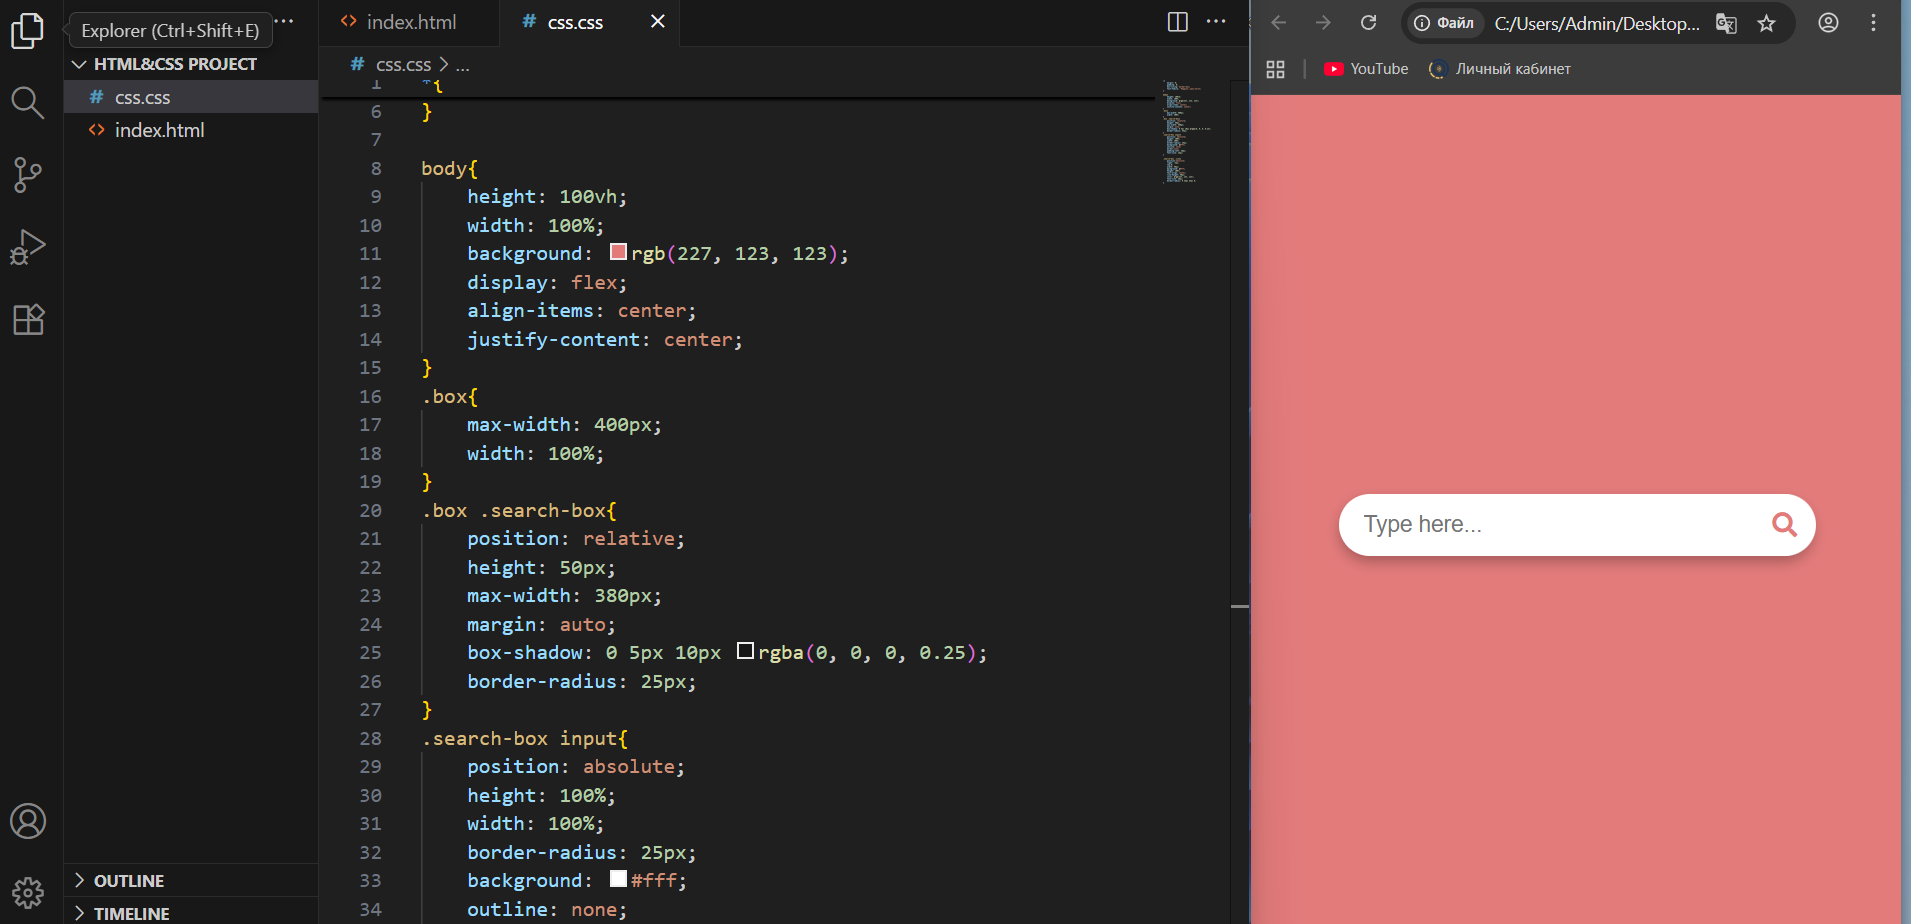 Explorer (Ctrl+Shift+E)
HTML&CSS PROJECT
css.css
index.html
OUTLINE
TIMELINE
index.html
css.css
css.css > ...
1 *{
6 }
7
8 body{
9 height: 100vh;
10 width: 100%;
11 background: rgb(227, 123, 123);
12 display: flex;
13 align-items: center;
14 justify-content: center;
15 }
16 .box{
17 max-width: 400px;
18 width: 100%;
19 }
20 .box .search-box{
21 position: relative;
22 height: 50px;
23 max-width: 380px;
24 margin: auto;
25 box-shadow: 0 5px 10px rgba(0, 0, 0, 0.25);
26 border-radius: 25px;
27 }
28 .search-box input{
29 position: absolute;
30 height: 100%;
31 width: 100%;
32 border-radius: 25px;
33 background: #fff;
34 outline: none;
Файл C:/Users/Admin/Desktop...
YouTube
Личный кабинет
Type here...